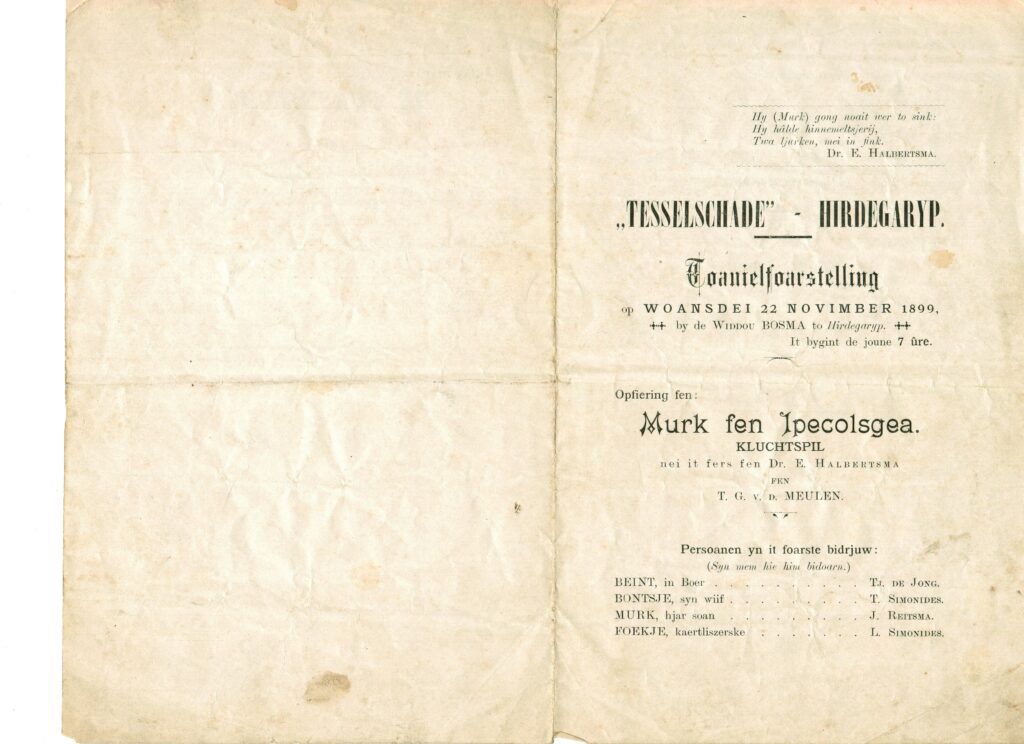 Hy (Murk) gong noait wer to sink:
Hy hâlde hinnemeltsjerij,
Twa ljurken, mei in fink.
Dr. E. Halbertsma.
„TESSELSCHADE” - HIRDEGARYP.
Toanielfoarstelling
op WOANSDEI 22 NOVIMBER 1899,
by de Widdou BOSMA to Hirdegaryp.
It bygint de joune 7 ûre.
Opfiering fen:
Murk fen Ipecolsgea.
KLUCHTSPIL
nei it fers fen Dr. E. Halbertsma
FEN
T. G. v. d. MEULEN.
Persoanen yn it foarste bidrjuw:
(Syn mem hie him bidoarn.)
BEINT, in Boer . . . . . . . . . . Tj. de Jong.
BONTSJE, syn wiif . . . . . . . . . T. Simonides.
MURK, hjar soan . . . . . . . . . J. Reitsma.
FOEKJE, kaertliszerske . . . . . . . L. Simonides.